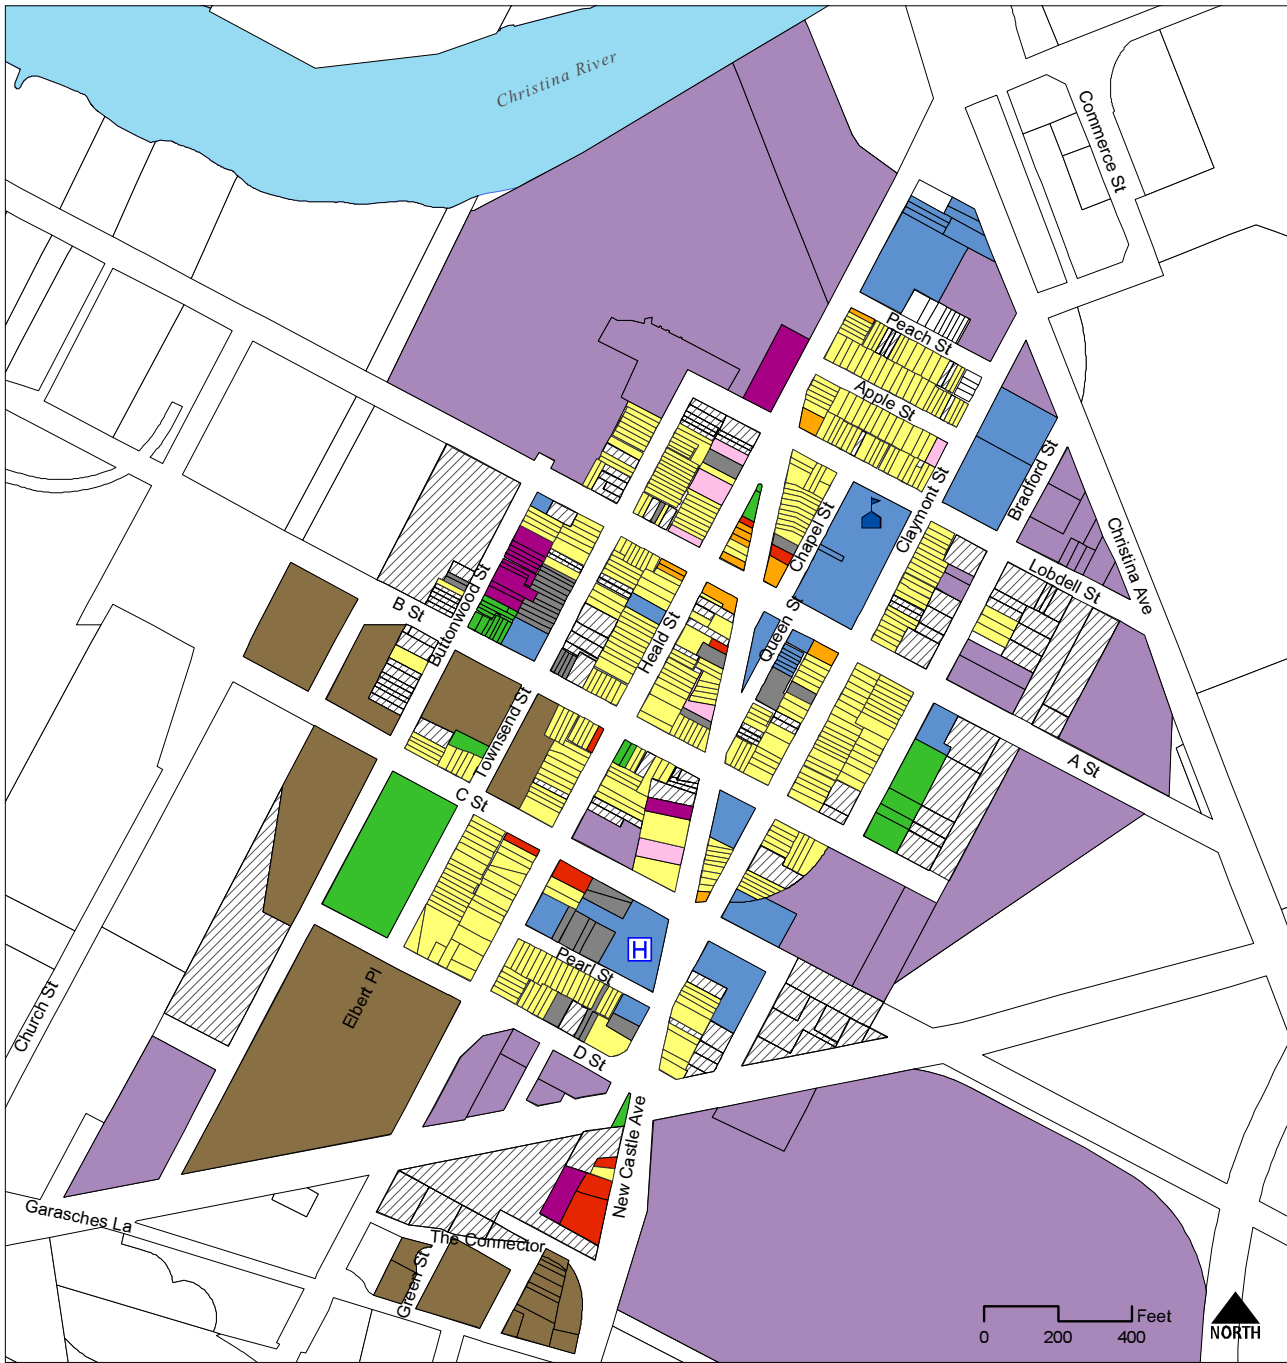 Christina River
Commerce St
Peach St
Apple St
Bradford St
Claymont St
Chapel St
Christina Ave
Lobdell St
Queen St
Head St
Buttonwood St
B St
Townsend St
A St
C St
H
Pearl St
Elbert Pl
Church St
D St
New Castle Ave
Garasches La
The Connector
Green St
Feet
0 200 400
NORTH